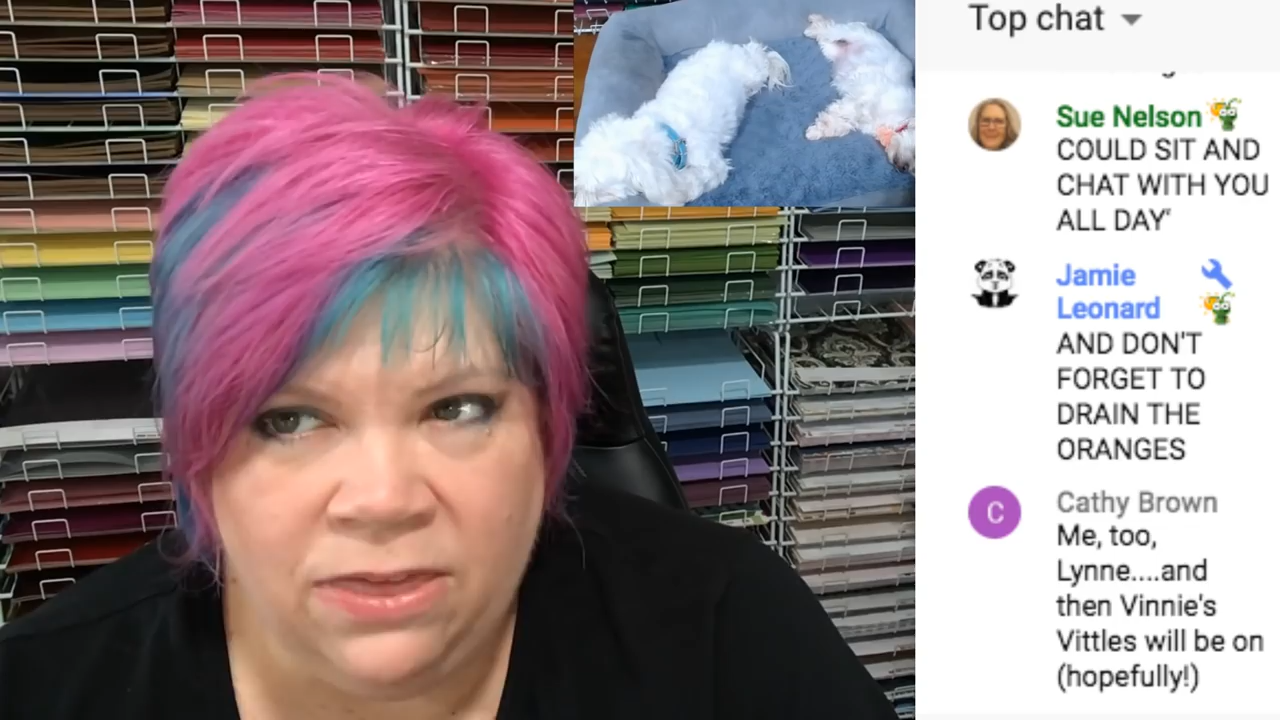 Top chat
Sue Nelson
COULD SIT AND
CHAT WITH YOU
ALL DAY'
Jamie
Leonard
AND DON'T
FORGET TO
DRAIN THE
ORANGES
C
Cathy Brown
Me, too,
Lynne....and
then Vinnie's
Vittles will be on
(hopefully!)